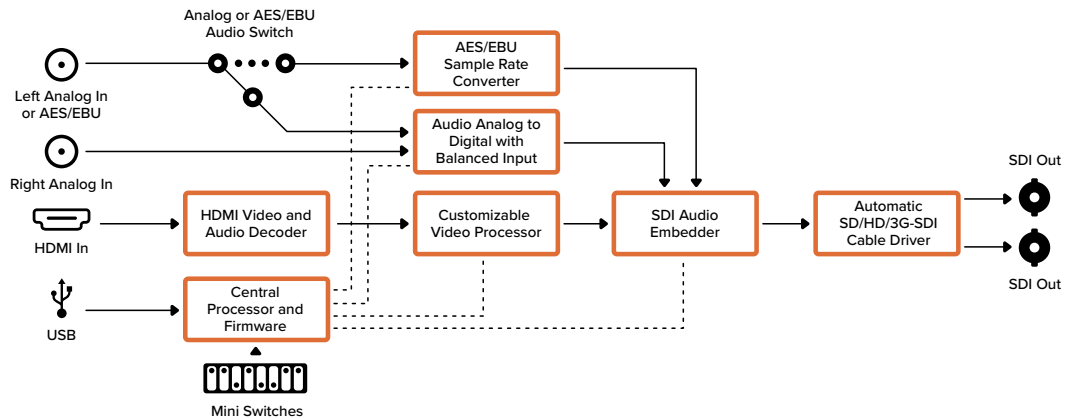 Analog or AES/EBU
Audio Switch
Left Analog In
or AES/EBU
AES/EBU
Sample Rate
Converter
Right Analog In
Audio Analog to
Digital with
Balanced Input
HDMI In
HDMI Video and
Audio Decoder
Customizable
Video Processor
SDI Audio
Embedder
Automatic
SD/HD/3G-SDI
Cable Driver
SDI Out
SDI Out
USB
Central
Processor and
Firmware
Mini Switches